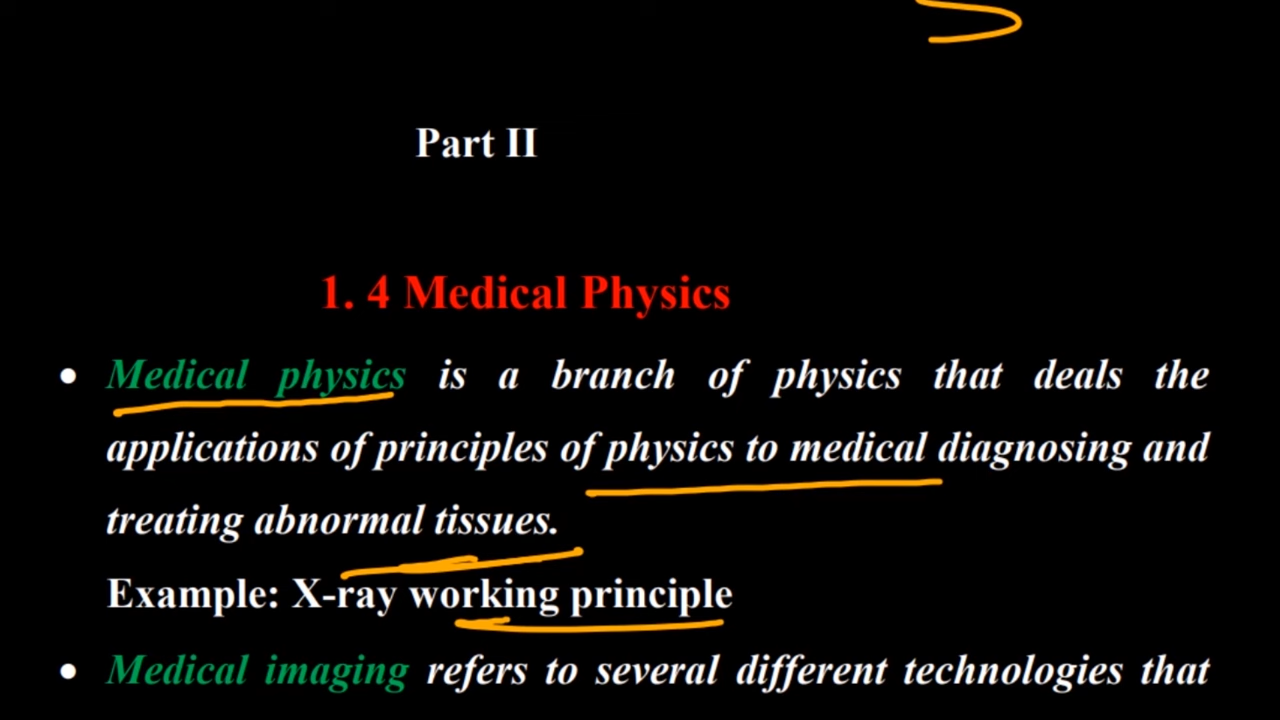 Part II
1. 4 Medical Physics
• Medical physics is a branch of physics that deals the
applications of principles of physics to medical diagnosing and
treating abnormal tissues.
Example: X-ray working principle
• Medical imaging refers to several different technologies that